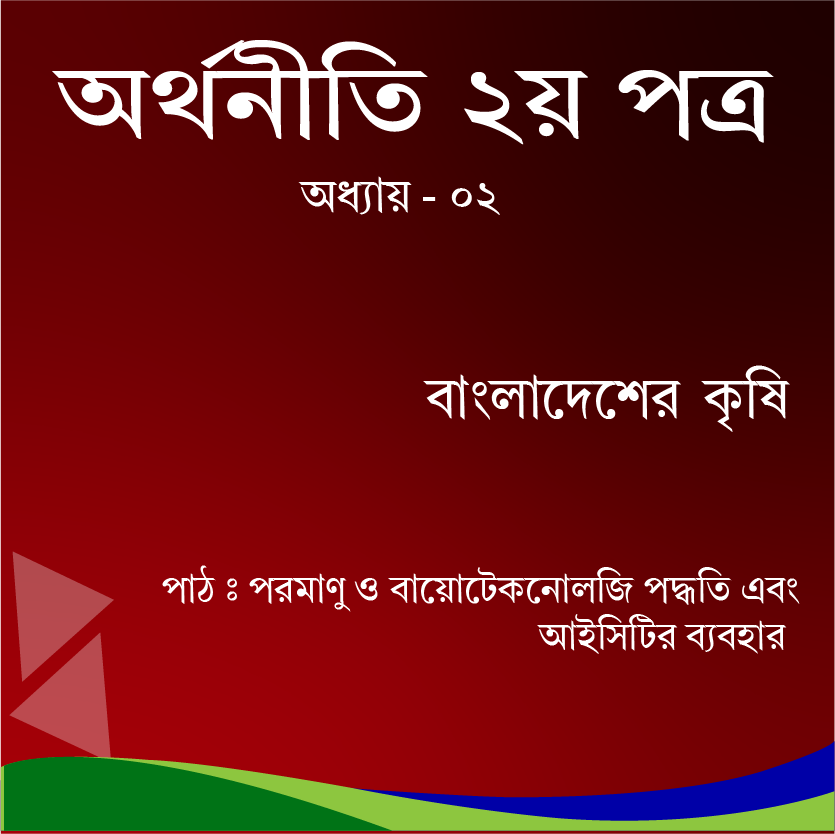 অর্থনীতি ২য় পত্র
অধ্যায় - ০২
বাংলাদেশের কৃষি
পাঠ ঃ পরমাণু ও বায়োটেকনোলজি পদ্ধতি এবং
আইসিটির ব্যবহার